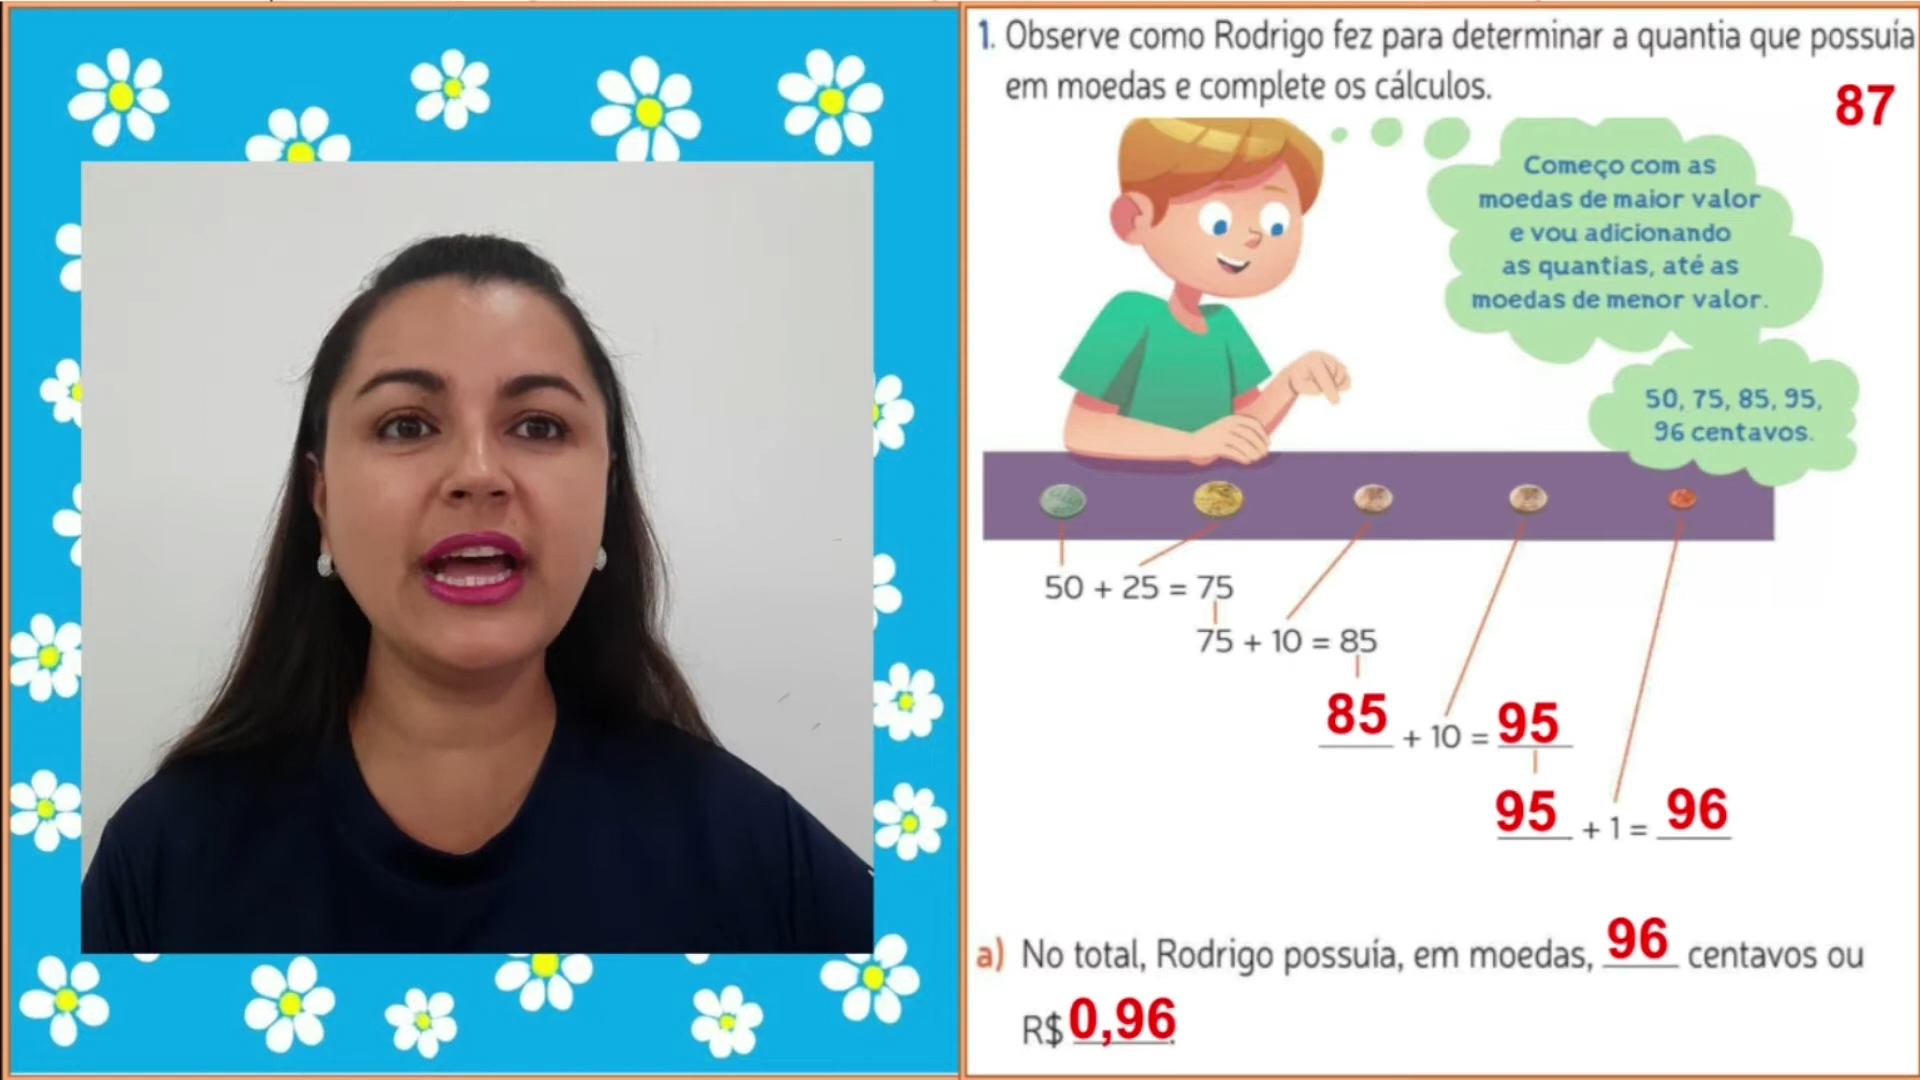 1. Observe como Rodrigo fez para determinar a quantia que possuía
em moedas e complete os cálculos.
87
Começo com as
moedas de maior valor
e vou adicionando
as quantias, até as
moedas de menor valor.
50, 75, 85, 95,
96 centavos.
50 + 25 = 75
75 + 10 = 85
85 + 10 = 95
95 + 1 = 96
a) No total, Rodrigo possuía, em moedas, 96 centavos ou
R$ 0,96.